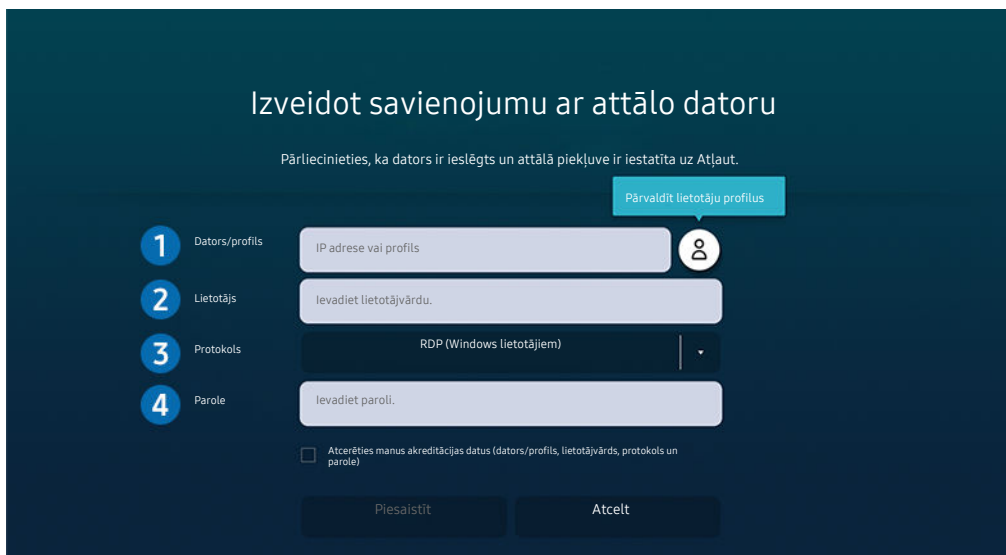 Izveidot savienojumu ar attālo datoru
Pārliecinieties, ka dators ir ieslēgts un attālā piekļuve ir iestatīta uz Atļaut.
Pārvaldīt lietotāju profilus
1 Dators/profils IP adrese vai profils
2 Lietotājs Ievadiet lietotājvārdu.
3 Protokols RDP (Windows lietotājiem)
4 Parole Ievadiet paroli.
Atcerēties manus akreditācijas datus (dators/profils, lietotājvārds, protokols un
parole)
Piesaistīt Atcelt